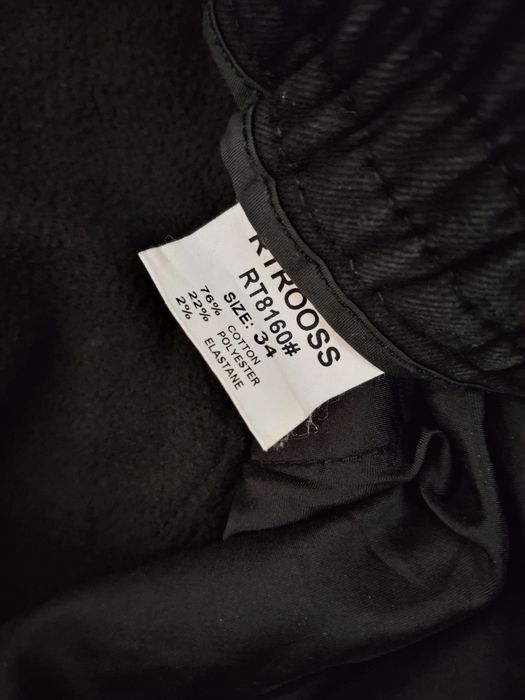 RTROOSS
RT8160#
SIZE: 34
76% COTTON
22% POLYESTER
2% ELASTANE